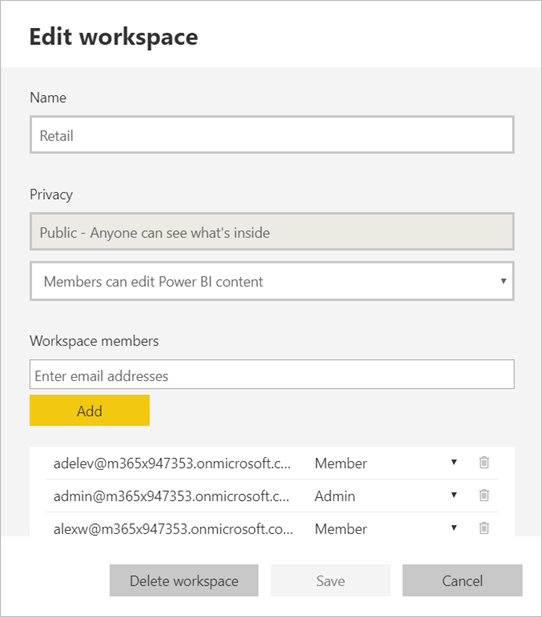 Edit workspace
Name
Retail
Privacy
Public - Anyone can see what's inside
Members can edit Power BI content
Workspace members
Enter email addresses
Add
adelev@m365x947353.onmicrosoft.c... Member
admin@m365x947353.onmicrosoft.c... Admin
alexw@m365x947353.onmicrosoft.co... Member
Delete workspace Save Cancel